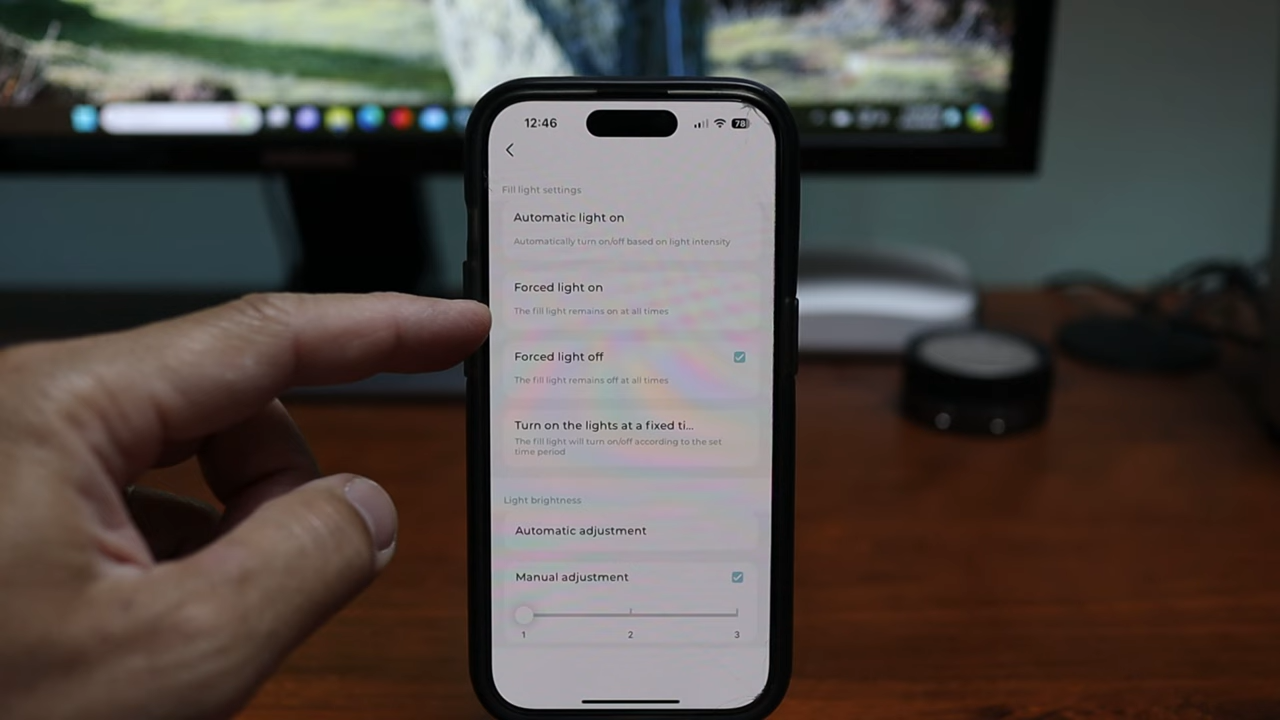 12:46
78
Fill light settings
Automatic light on
Automatically turn on/off based on light intensity
Forced light on
The fill light remains on at all times
Forced light off
The fill light remains off at all times
Turn on the lights at a fixed ti...
The fill light will turn on/off according to the set
time period
Light brightness
Automatic adjustment
Manual adjustment
1 2 3